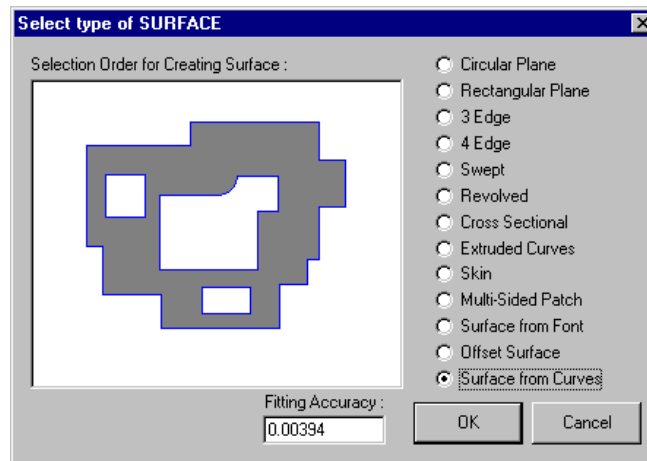 Select type of SURFACE
Selection Order for Creating Surface :
Circular Plane
Rectangular Plane
3 Edge
4 Edge
Swept
Revolved
Cross Sectional
Extruded Curves
Skin
Multi-Sided Patch
Surface from Font
Offset Surface
Surface from Curves
Fitting Accuracy :
0.00394
OK
Cancel